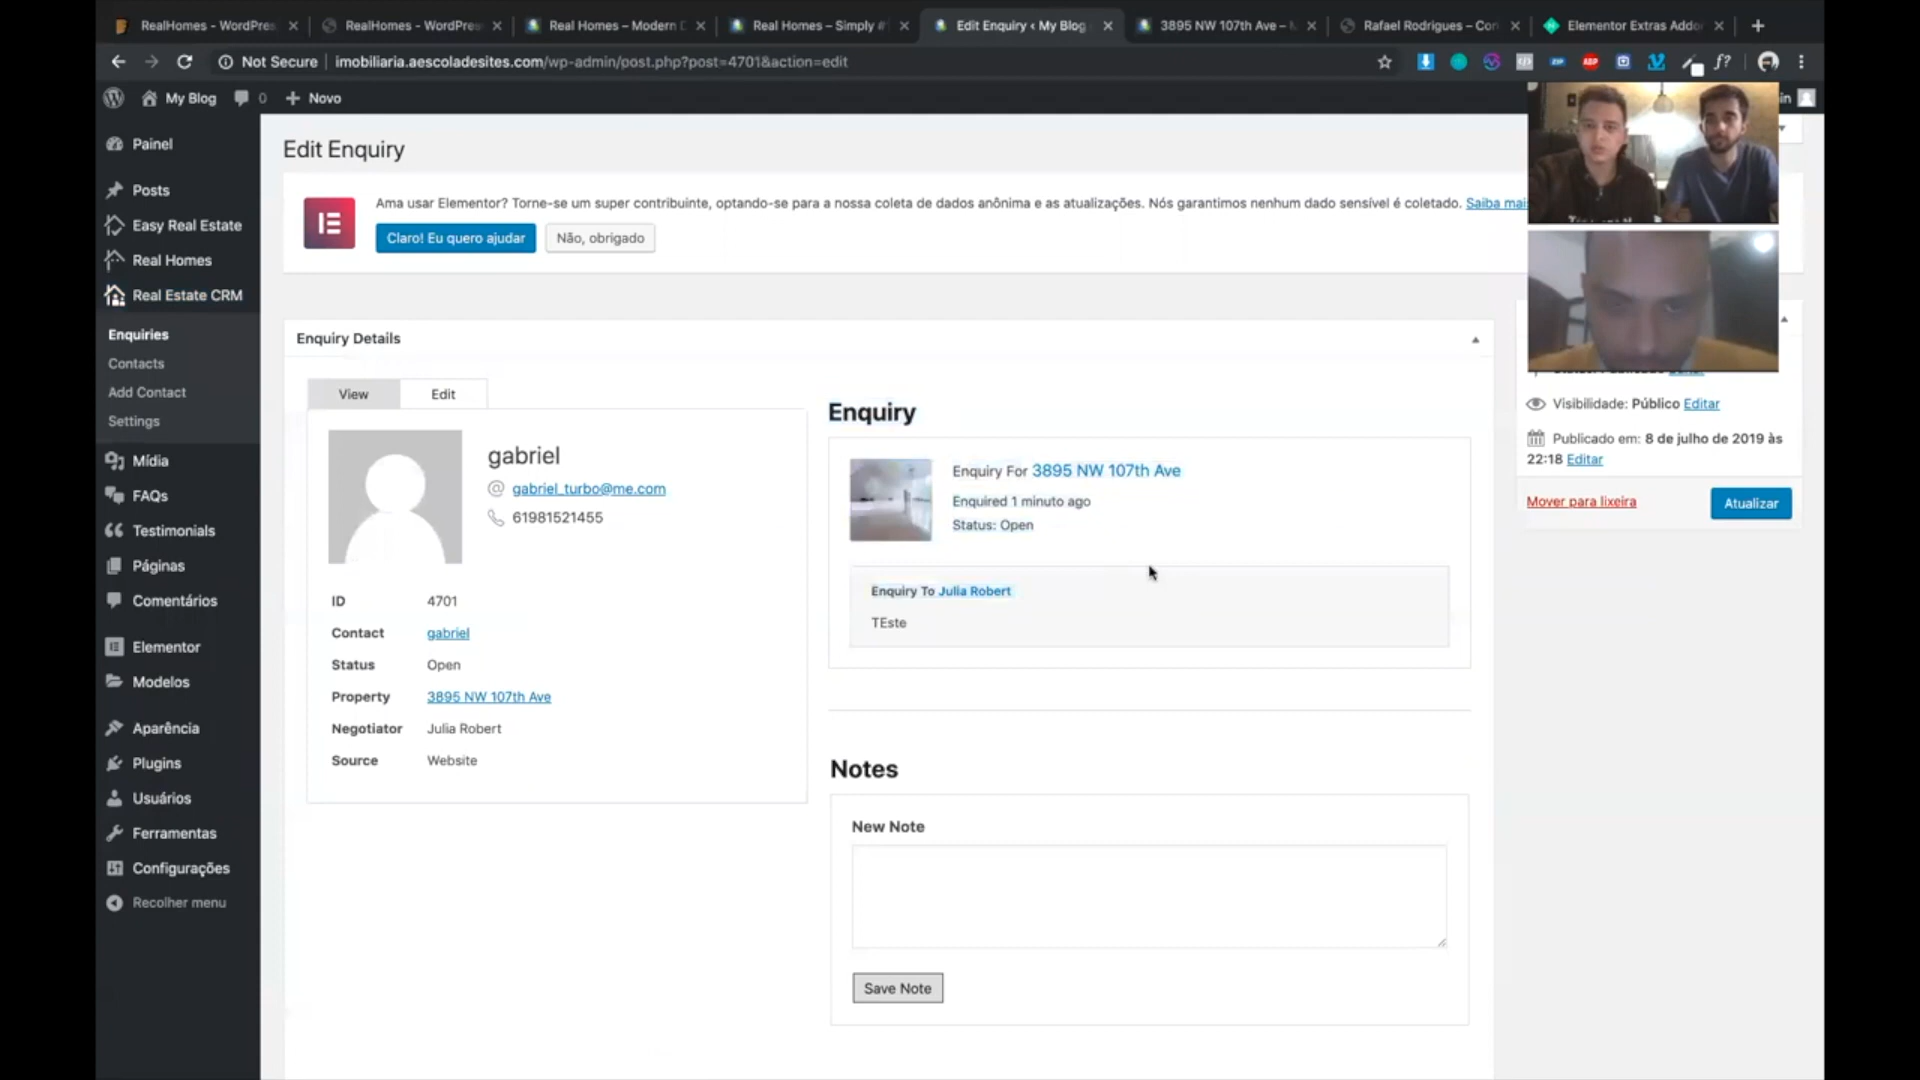 RealHomes - WordPres
RealHomes - WordPres
Real Homes – Modern
Real Homes – Simply #
Edit Enquiry ‹ My Blog
3895 NW 107th Ave –
Rafael Rodrigues – Con
Elementor Extras Addo
Not Secure
imobiliaria.aescoladesites.com/wp-admin/post.php?post=4701&action=edit
My Blog
0
Novo
in
Painel
Posts
Easy Real Estate
Real Homes
Real Estate CRM
Enquiries
Contacts
Add Contact
Settings
Mídia
FAQs
Testimonials
Páginas
Comentários
Elementor
Modelos
Aparência
Plugins
Usuários
Ferramentas
Configurações
Recolher menu
Edit Enquiry
Ama usar Elementor? Torne-se um super contribuinte, optando-se para a nossa coleta de dados anônima e as atualizações. Nós garantimos nenhum dado sensível é coletado. Saiba mais
Claro! Eu quero ajudar
Não, obrigado
Enquiry Details
View
Edit
gabriel
gabriel_turbo@me.com
61981521455
ID 4701
Contact gabriel
Status Open
Property 3895 NW 107th Ave
Negotiator Julia Robert
Source Website
Enquiry
Enquiry For 3895 NW 107th Ave
Enquired 1 minuto ago
Status: Open
Enquiry To Julia Robert
TEste
Notes
New Note
Save Note
Visibilidade: Público Editar
Publicado em: 8 de julho de 2019 às
22:18 Editar
Mover para lixeira
Atualizar